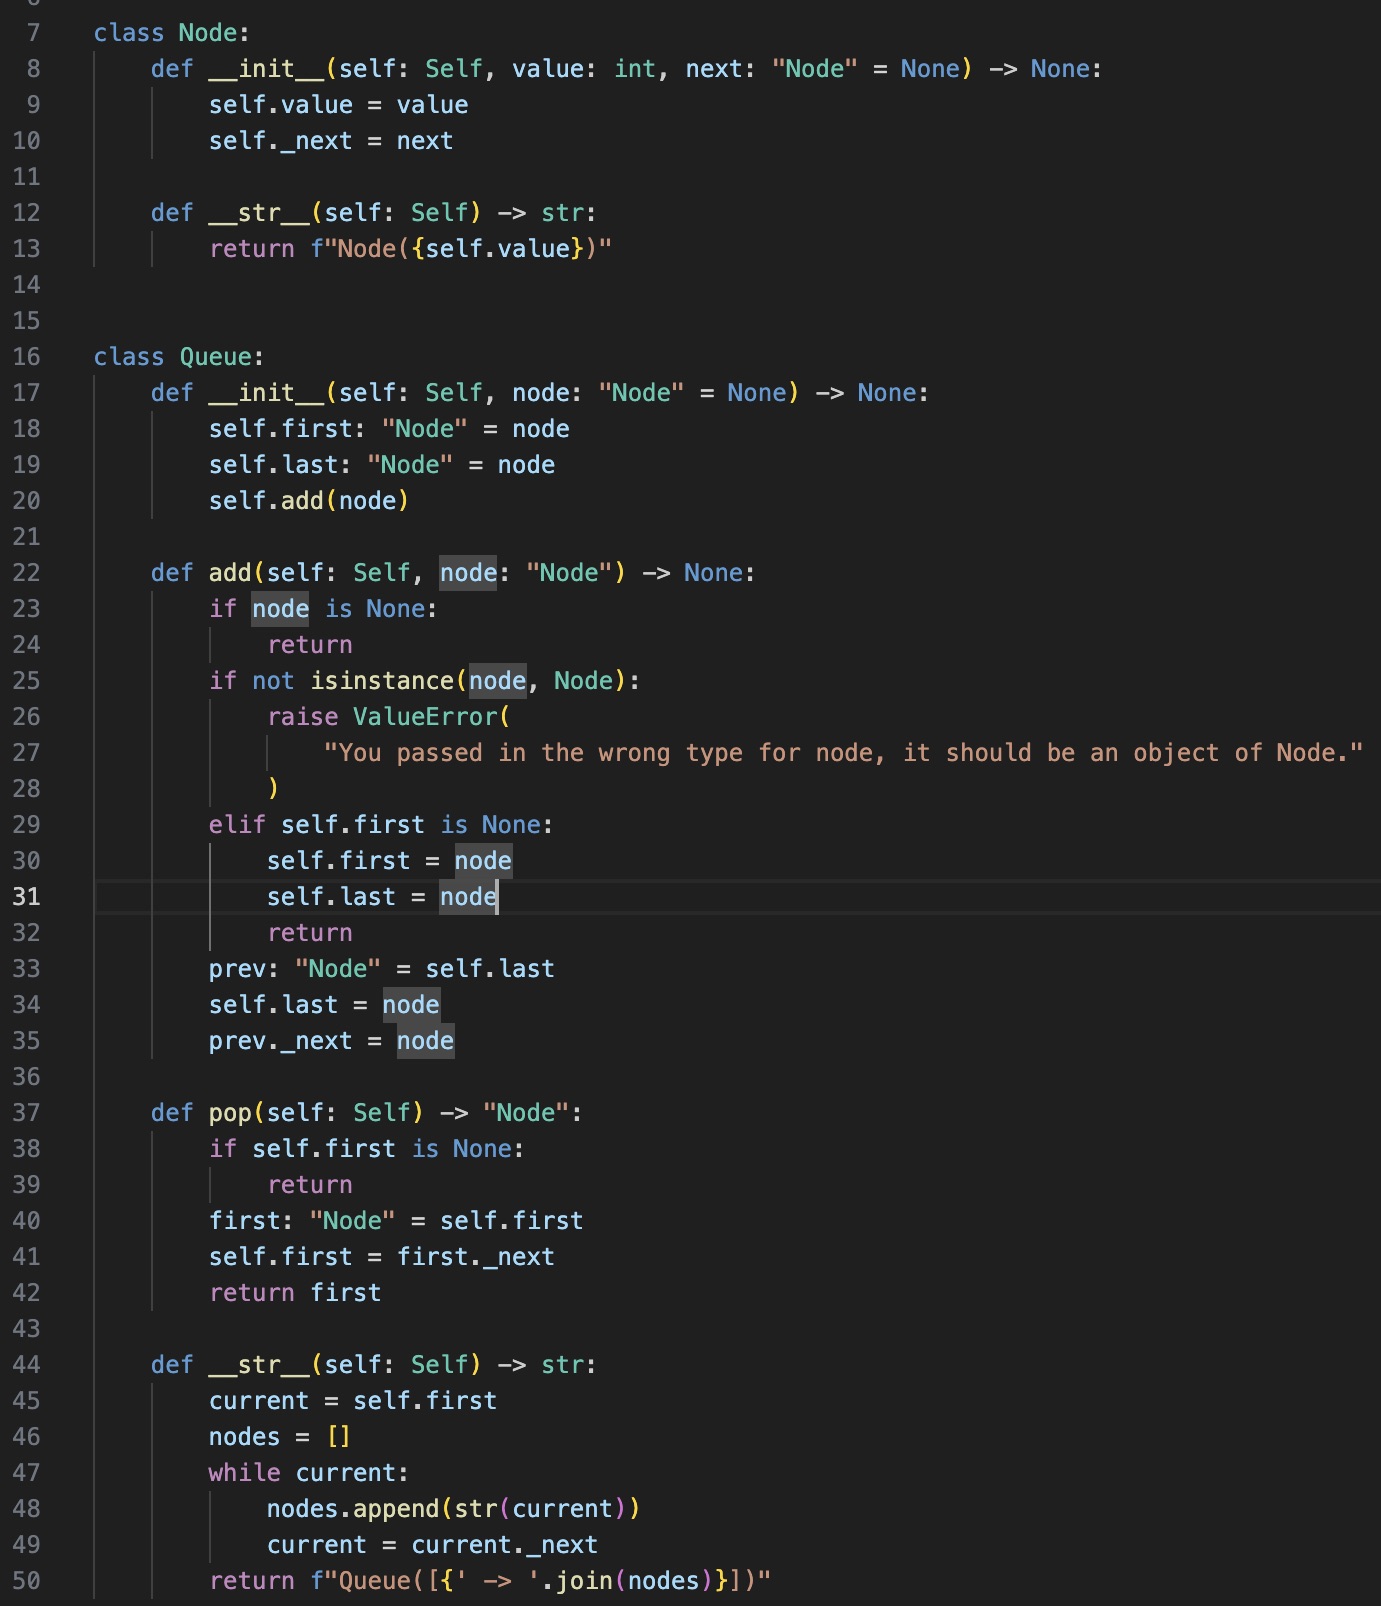 7 class Node:
8     def __init__(self: Self, value: int, next: "Node" = None) -> None:
9         self.value = value
10         self._next = next
11
12     def __str__(self: Self) -> str:
13         return f"Node({self.value})"
14
15
16 class Queue:
17     def __init__(self: Self, node: "Node" = None) -> None:
18         self.first: "Node" = node
19         self.last: "Node" = node
20         self.add(node)
21
22     def add(self: Self, node: "Node") -> None:
23         if node is None:
24             return
25         if not isinstance(node, Node):
26             raise ValueError(
27                 "You passed in the wrong type for node, it should be an object of Node."
28             )
29         elif self.first is None:
30             self.first = node
31             self.last = node
32             return
33         prev: "Node" = self.last
34         self.last = node
35         prev._next = node
36
37     def pop(self: Self) -> "Node":
38         if self.first is None:
39             return
40         first: "Node" = self.first
41         self.first = first._next
42         return first
43
44     def __str__(self: Self) -> str:
45         current = self.first
46         nodes = []
47         while current:
48             nodes.append(str(current))
49             current = current._next
50         return f"Queue([{' -> '.join(nodes)}])"